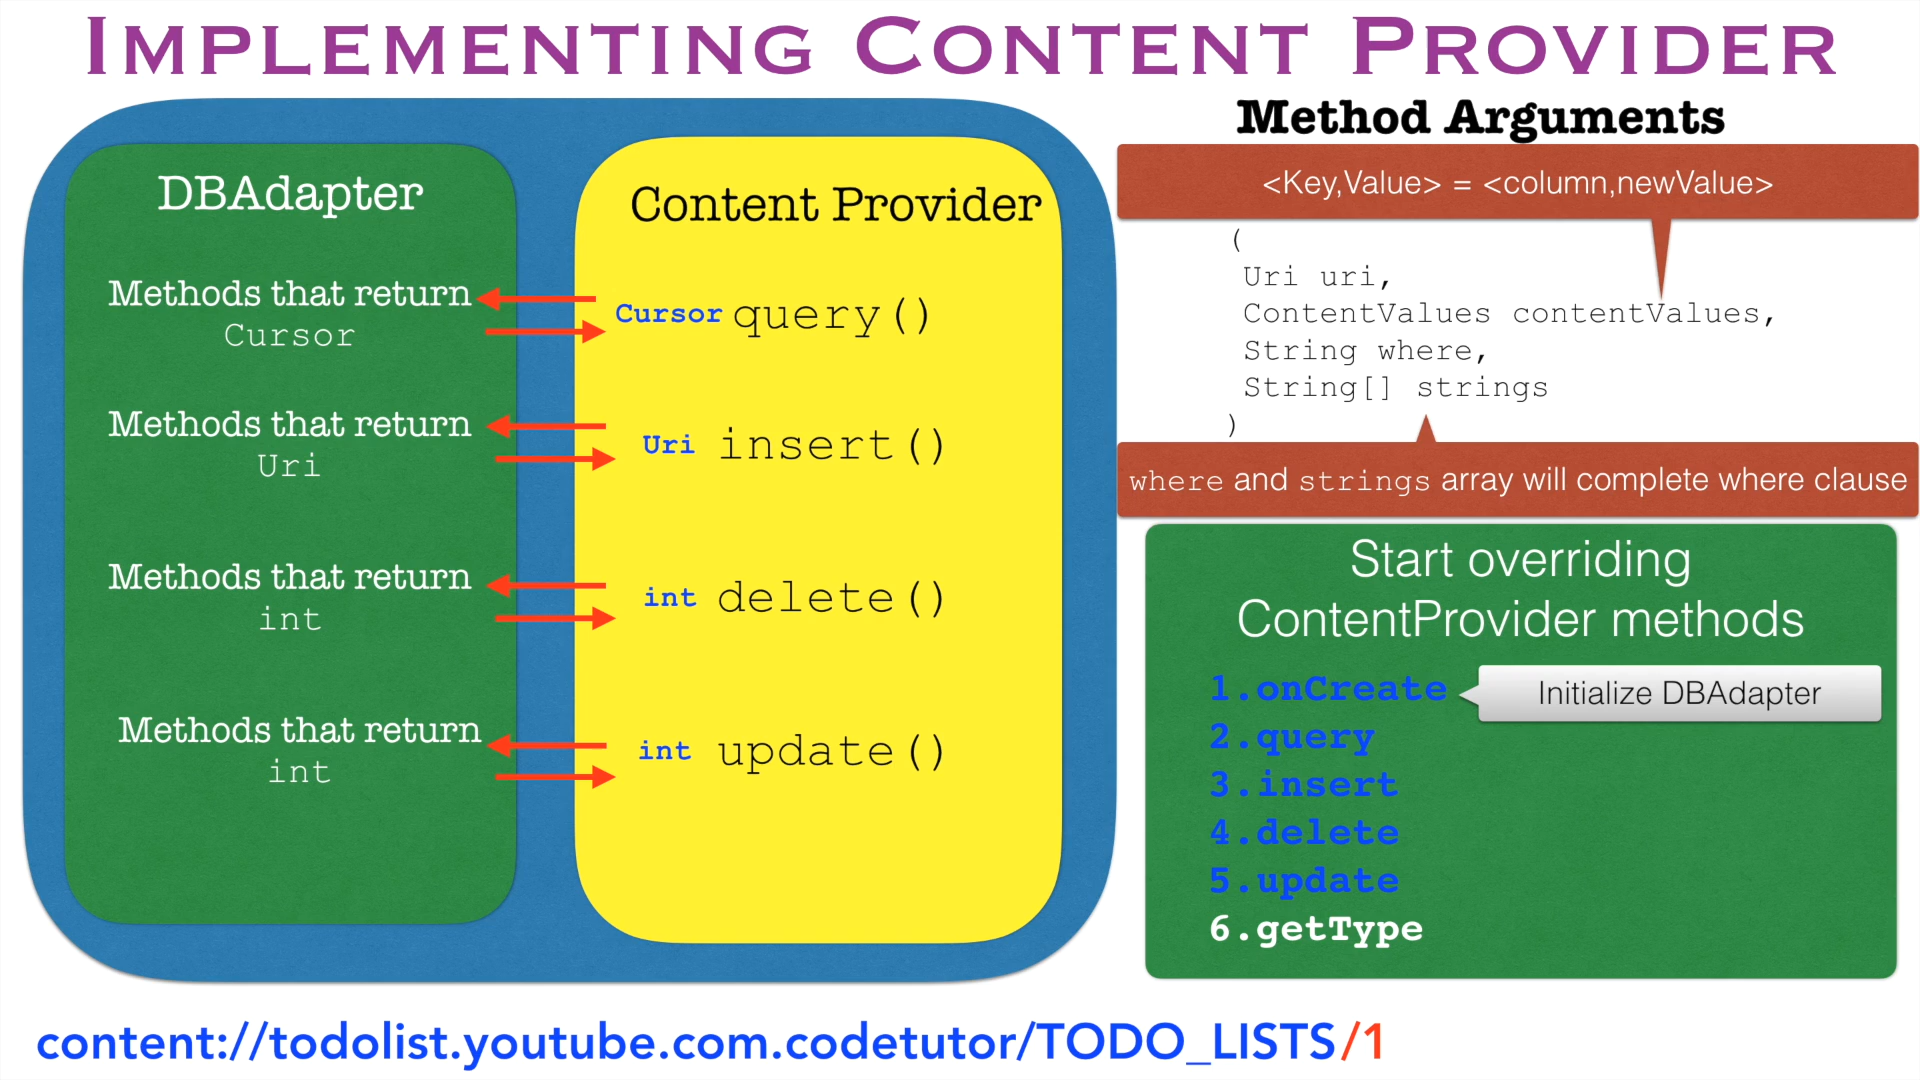 IMPLEMENTING CONTENT PROVIDER
DBAdapter
Methods that return
Cursor
Methods that return
Uri
Methods that return
int
Methods that return
int
Content Provider
Cursor query()
Uri insert()
int delete()
int update()
Method Arguments
<Key,Value> = <column,newValue>
(
Uri uri,
ContentValues contentValues,
String where,
String[] strings
)
where and strings array will complete where clause
Start overriding
ContentProvider methods
1.onCreate
Initialize DBAdapter
2.query
3.insert
4.delete
5.update
6.getType
content://todolist.youtube.com.codetutor/TODO_LISTS/1